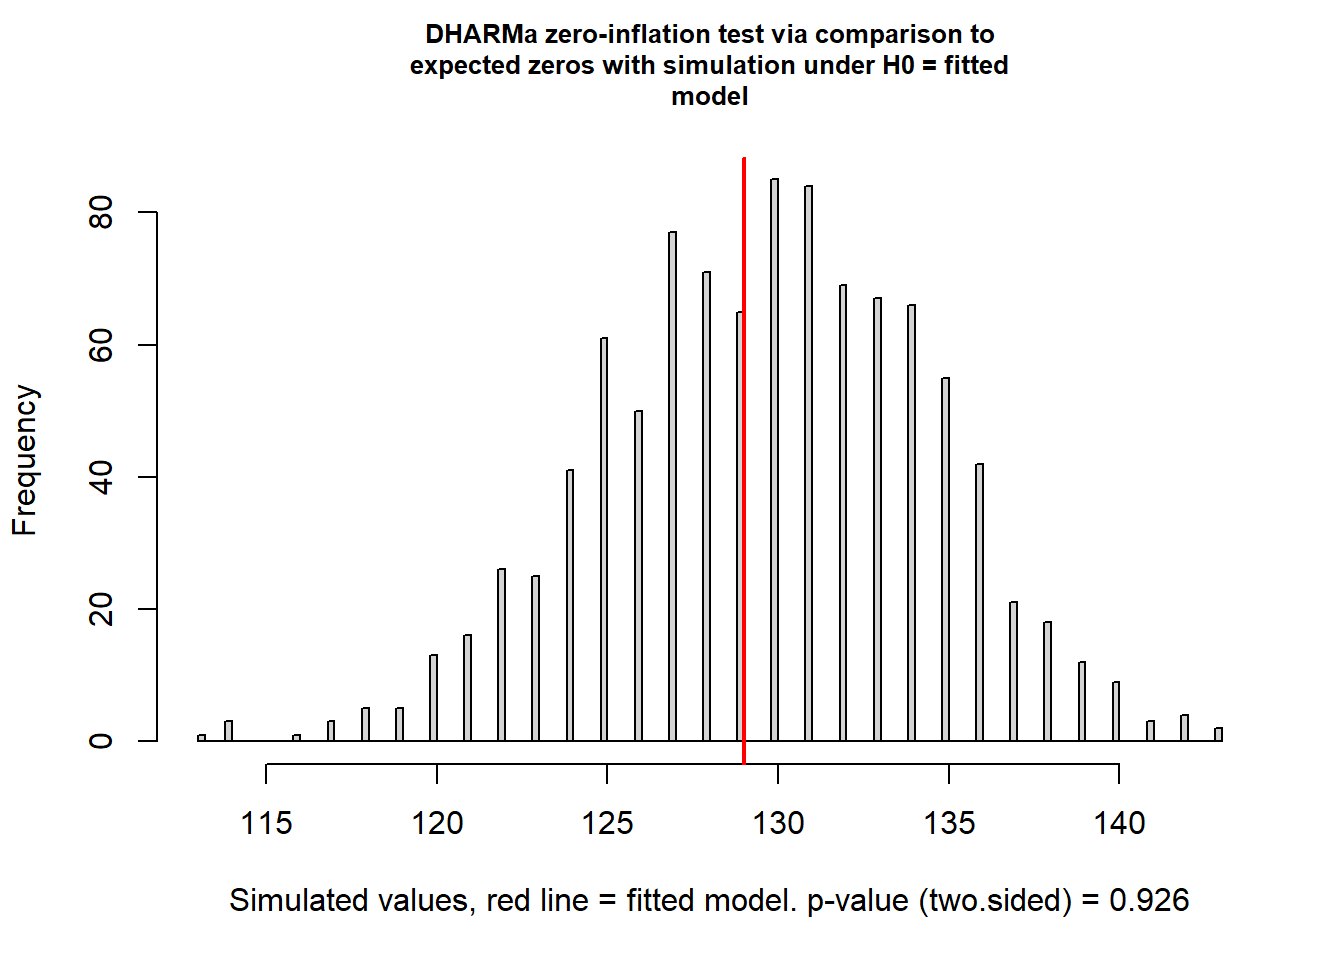 DHARMa zero-inflation test via comparison to
expected zeros with simulation under H0 = fitted
model
Frequency
80
60
40
20
0
115 120 125 130 135 140
Simulated values, red line = fitted model. p-value (two.sided) = 0.926